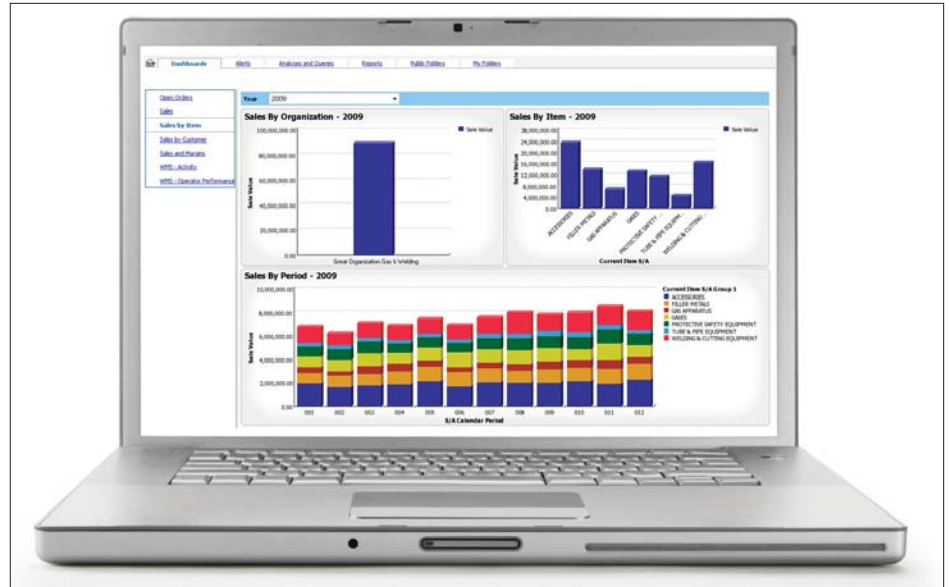 Dashboards Alerts Analyses and Queries Reports Public Folders My Folders
Open Orders
Sales
Sales by Item
Sales by Customer
Sales and Margins
WMS - Activity
WMS - Operator Performance
Year 2009
Sales By Organization - 2009
Sale Value
100,000,000.00
80,000,000.00
60,000,000.00
40,000,000.00
20,000,000.00
0.00
Sale Value
Great Organization Gas & Welding
Sales By Item - 2009
Sale Value
28,000,000.00
24,000,000.00
20,000,000.00
16,000,000.00
12,000,000.00
8,000,000.00
4,000,000.00
0.00
Sale Value
ACCESSORIES
FILLER METALS
GAS APPARATUS
GASES
PROTECTIVE SAFETY ...
TUBE & PIPE EQUIPM...
WELDING & CUTTING ...
Current Item S/A
Sales By Period - 2009
10,000,000.00
8,000,000.00
6,000,000.00
4,000,000.00
2,000,000.00
0.00
Sale Value
001 002 003 004 005 006 007 008 009 010 011 012
S/A Calendar Period
Current Item S/A Group 1
ACCESSORIES
FILLER METALS
GAS APPARATUS
GASES
PROTECTIVE SAFETY EQUIPMENT
TUBE & PIPE EQUIPMENT
WELDING & CUTTING EQUIPMENT